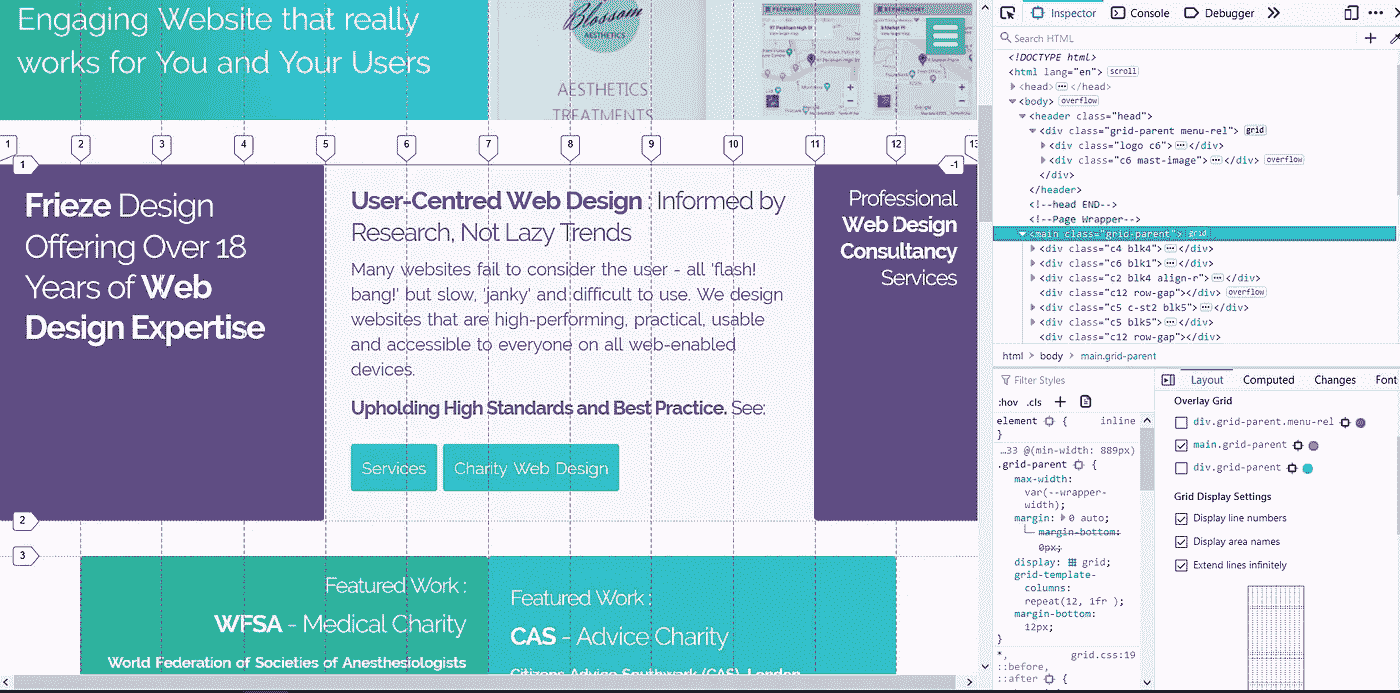 Engaging Website that really
works for You and Your Users
Blossom
AESTHETICS
AESTHETICS
TREATMENTS
PECKHAM
BERMONDSEY
1
2
3
4
5
6
7
8
9
10
11
12
13
1
-1
Frieze Design
Offering Over 18
Years of Web
Design Expertise
User-Centred Web Design : Informed by
Research, Not Lazy Trends
Many websites fail to consider the user - all 'flash!
bang!' but slow, 'janky' and difficult to use. We design
websites that are high-performing, practical, usable
and accessible to everyone on all web-enabled
devices.
Upholding High Standards and Best Practice. See:
Services
Charity Web Design
Professional
Web Design
Consultancy
Services
2
3
Featured Work :
WFSA - Medical Charity
World Federation of Societies of Anesthesiologists
Featured Work :
CAS - Advice Charity
Citizens Advice Southwark (CAS), London
Inspector
Console
Debugger
Search HTML
<!DOCTYPE html>
<html lang="en"> scroll
<head> </head>
<body> overflow
<header class="head">
<div class="grid-parent menu-rel"> grid
<div class="logo c6"> </div>
<div class="c6 mast-image"> </div> overflow
</div>
</header>
<!--head END-->
<!--Page Wrapper-->
<main class="grid-parent"> grid
<div class="c4 blk4"> </div>
<div class="c6 blk1"> </div>
<div class="c2 blk4 align-r"> </div>
<div class="c12 row-gap"></div> overflow
<div class="c5 c-st2 blk5"> </div>
<div class="c5 blk5"> </div>
<div class="c12 row-gap"></div>
html > body > main.grid-parent
Filter Styles
:hov .cls +
element { inline
}
…33 @(min-width: 889px)
.grid-parent {
max-width:
var(--wrapper-
width);
margin: 0 auto;
margin-bottom:
0px;
display: grid;
grid-template-
columns:
repeat(12, 1fr );
margin-bottom:
12px;
}
*, grid.css:19
::before,
::after {
Layout
Computed
Changes
Font
Overlay Grid
div.grid-parent.menu-rel
main.grid-parent
div.grid-parent
Grid Display Settings
Display line numbers
Display area names
Extend lines infinitely